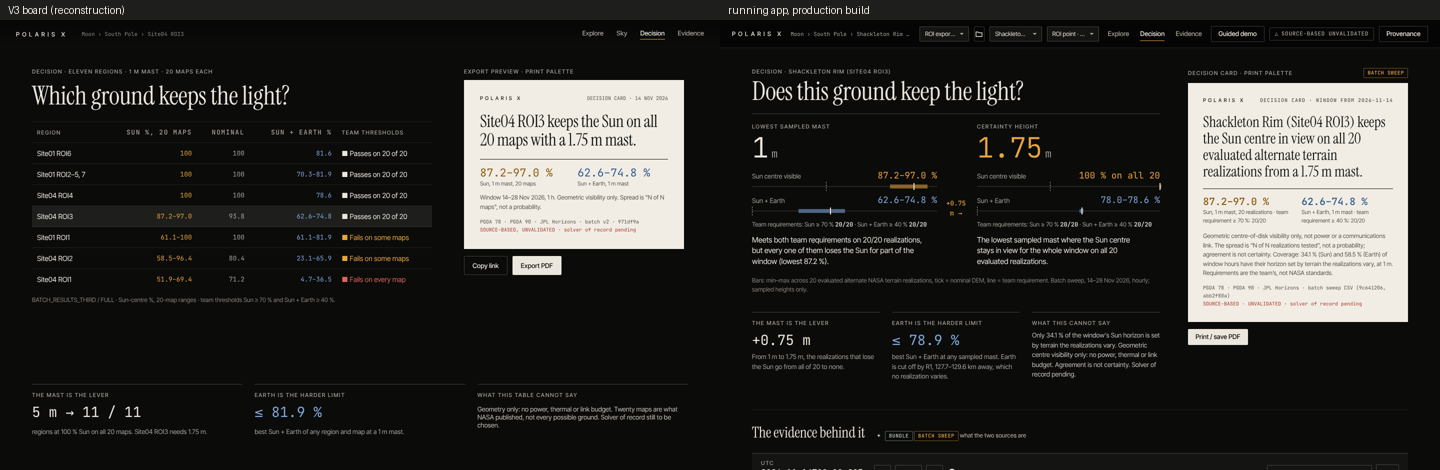 V3 board (reconstruction)
POLARIS X
Moon › South Pole › Site04 ROI3
Explore
Sky
Decision
Evidence
DECISION · ELEVEN REGIONS · 1 M MAST · 20 MAPS EACH
Which ground keeps the light?
REGION SUN %, 20 MAPS NOMINAL SUN + EARTH % TEAM THRESHOLDS
Site01 ROI6 100 100 81.6 Passes on 20 of 20
Site01 ROI2–5, 7 100 100 70.3–81.9 Passes on 20 of 20
Site04 ROI4 100 100 78.6 Passes on 20 of 20
Site04 ROI3 87.2–97.0 93.8 62.6–74.8 Passes on 20 of 20
Site01 ROI1 61.1–100 100 61.1–81.9 Fails on some maps
Site04 ROI2 58.5–96.4 80.4 23.1–65.9 Fails on some maps
Site04 ROI1 51.9–69.4 71.2 4.7–36.5 Fails on every map
BATCH_RESULTS_THIRD / FULL · Sun-centre %, 20-map ranges · team thresholds Sun ≥ 70 % and Sun + Earth ≥ 40 %.
EXPORT PREVIEW · PRINT PALETTE
POLARIS X
DECISION CARD · 14 NOV 2026
Site04 ROI3 keeps the Sun on all
20 maps with a 1.75 m mast.
87.2–97.0 %
Sun, 1 m mast, 20 maps
62.6–74.8 %
Sun + Earth, 1 m mast
Window 14–28 Nov 2026, 1 h. Geometric visibility only. Spread is "N of N
maps", not a probability.
PGDA 78 · PGDA 90 · JPL Horizons · batch v2 · 971df9a
SOURCE-BASED, UNVALIDATED · solver of record pending
Copy link
Export PDF
THE MAST IS THE LEVER
5 m → 11 / 11
regions at 100 % Sun on all 20 maps. Site04 ROI3 needs 1.75 m.
EARTH IS THE HARDER LIMIT
≤ 81.9 %
best Sun + Earth of any region and map at a 1 m mast.
WHAT THIS TABLE CANNOT SAY
Geometry only: no power, thermal or link budget. Twenty maps are what
NASA published, not every possible ground. Solver of record still to be
chosen.
running app, production build
POLARIS X
Moon › South Pole › Shackleton Rim …
ROI expor…
Shackleto…
ROI point · …
Explore
Decision
Evidence
Guided demo
△ SOURCE-BASED UNVALIDATED
Provenance
DECISION · SHACKLETON RIM (SITE04 ROI3)
Does this ground keep the light?
LOWEST SAMPLED MAST
1 m
Sun centre visible 87.2–97.0 %
Sun + Earth 62.6–74.8 %
Team requirements: Sun ≥ 70 % 20/20 · Sun + Earth ≥ 40 % 20/20
Meets both team requirements on 20/20 realizations,
but every one of them loses the Sun for part of the
window (lowest 87.2 %).
+0.75
m →
CERTAINTY HEIGHT
1.75 m
Sun centre visible 100 % on all 20
Sun + Earth 78.0–78.6 %
Team requirements: Sun ≥ 70 % 20/20 · Sun + Earth ≥ 40 % 20/20
The lowest sampled mast where the Sun centre
stays in view for the whole window on all 20
evaluated realizations.
Bars: min–max across 20 evaluated alternate NASA terrain realizations, tick = nominal DEM, line = team requirement. Batch sweep, 14–28 Nov 2026, hourly;
sampled heights only.
THE MAST IS THE LEVER
+0.75 m
From 1 m to 1.75 m, the realizations that lose
the Sun go from all of 20 to none.
EARTH IS THE HARDER LIMIT
≤ 78.9 %
best Sun + Earth at any sampled mast. Earth
is cut off by R1, 127.7–129.6 km away, which
no realization varies.
WHAT THIS CANNOT SAY
Only 34.1 % of the window's Sun horizon is set
by terrain the realizations vary. Geometric
centre visibility only: no power, thermal or link
budget. Agreement is not certainty. Solver of
record pending.
DECISION CARD · PRINT PALETTE
BATCH SWEEP
POLARIS X
DECISION CARD · WINDOW FROM 2026-11-14
Shackleton Rim (Site04 ROI3) keeps
the Sun centre in view on all 20
evaluated alternate terrain
realizations from a 1.75 m mast.
87.2–97.0 %
Sun, 1 m mast, 20 realizations · team
requirement ≥ 70 %: 20/20
62.6–74.8 %
Sun + Earth, 1 m mast · team
requirement ≥ 40 %: 20/20
Geometric centre-of-disk visibility only, not power or a communications
link. The spread is "N of N realizations tested", not a probability;
agreement is not certainty. Coverage: 34.1 % (Sun) and 58.5 % (Earth) of
window hours have their horizon set by terrain the realizations vary, at 1 m.
Requirements are the team's, not NASA standards.
PGDA 78 · PGDA 90 · JPL Horizons · batch sweep CSV (9c641206,
SOURCE-BASED · UNVALIDATED · solver of record pending
Print / save PDF
The evidence behind it
BUNDLE
BATCH SWEEP
what the two sources are
UTC